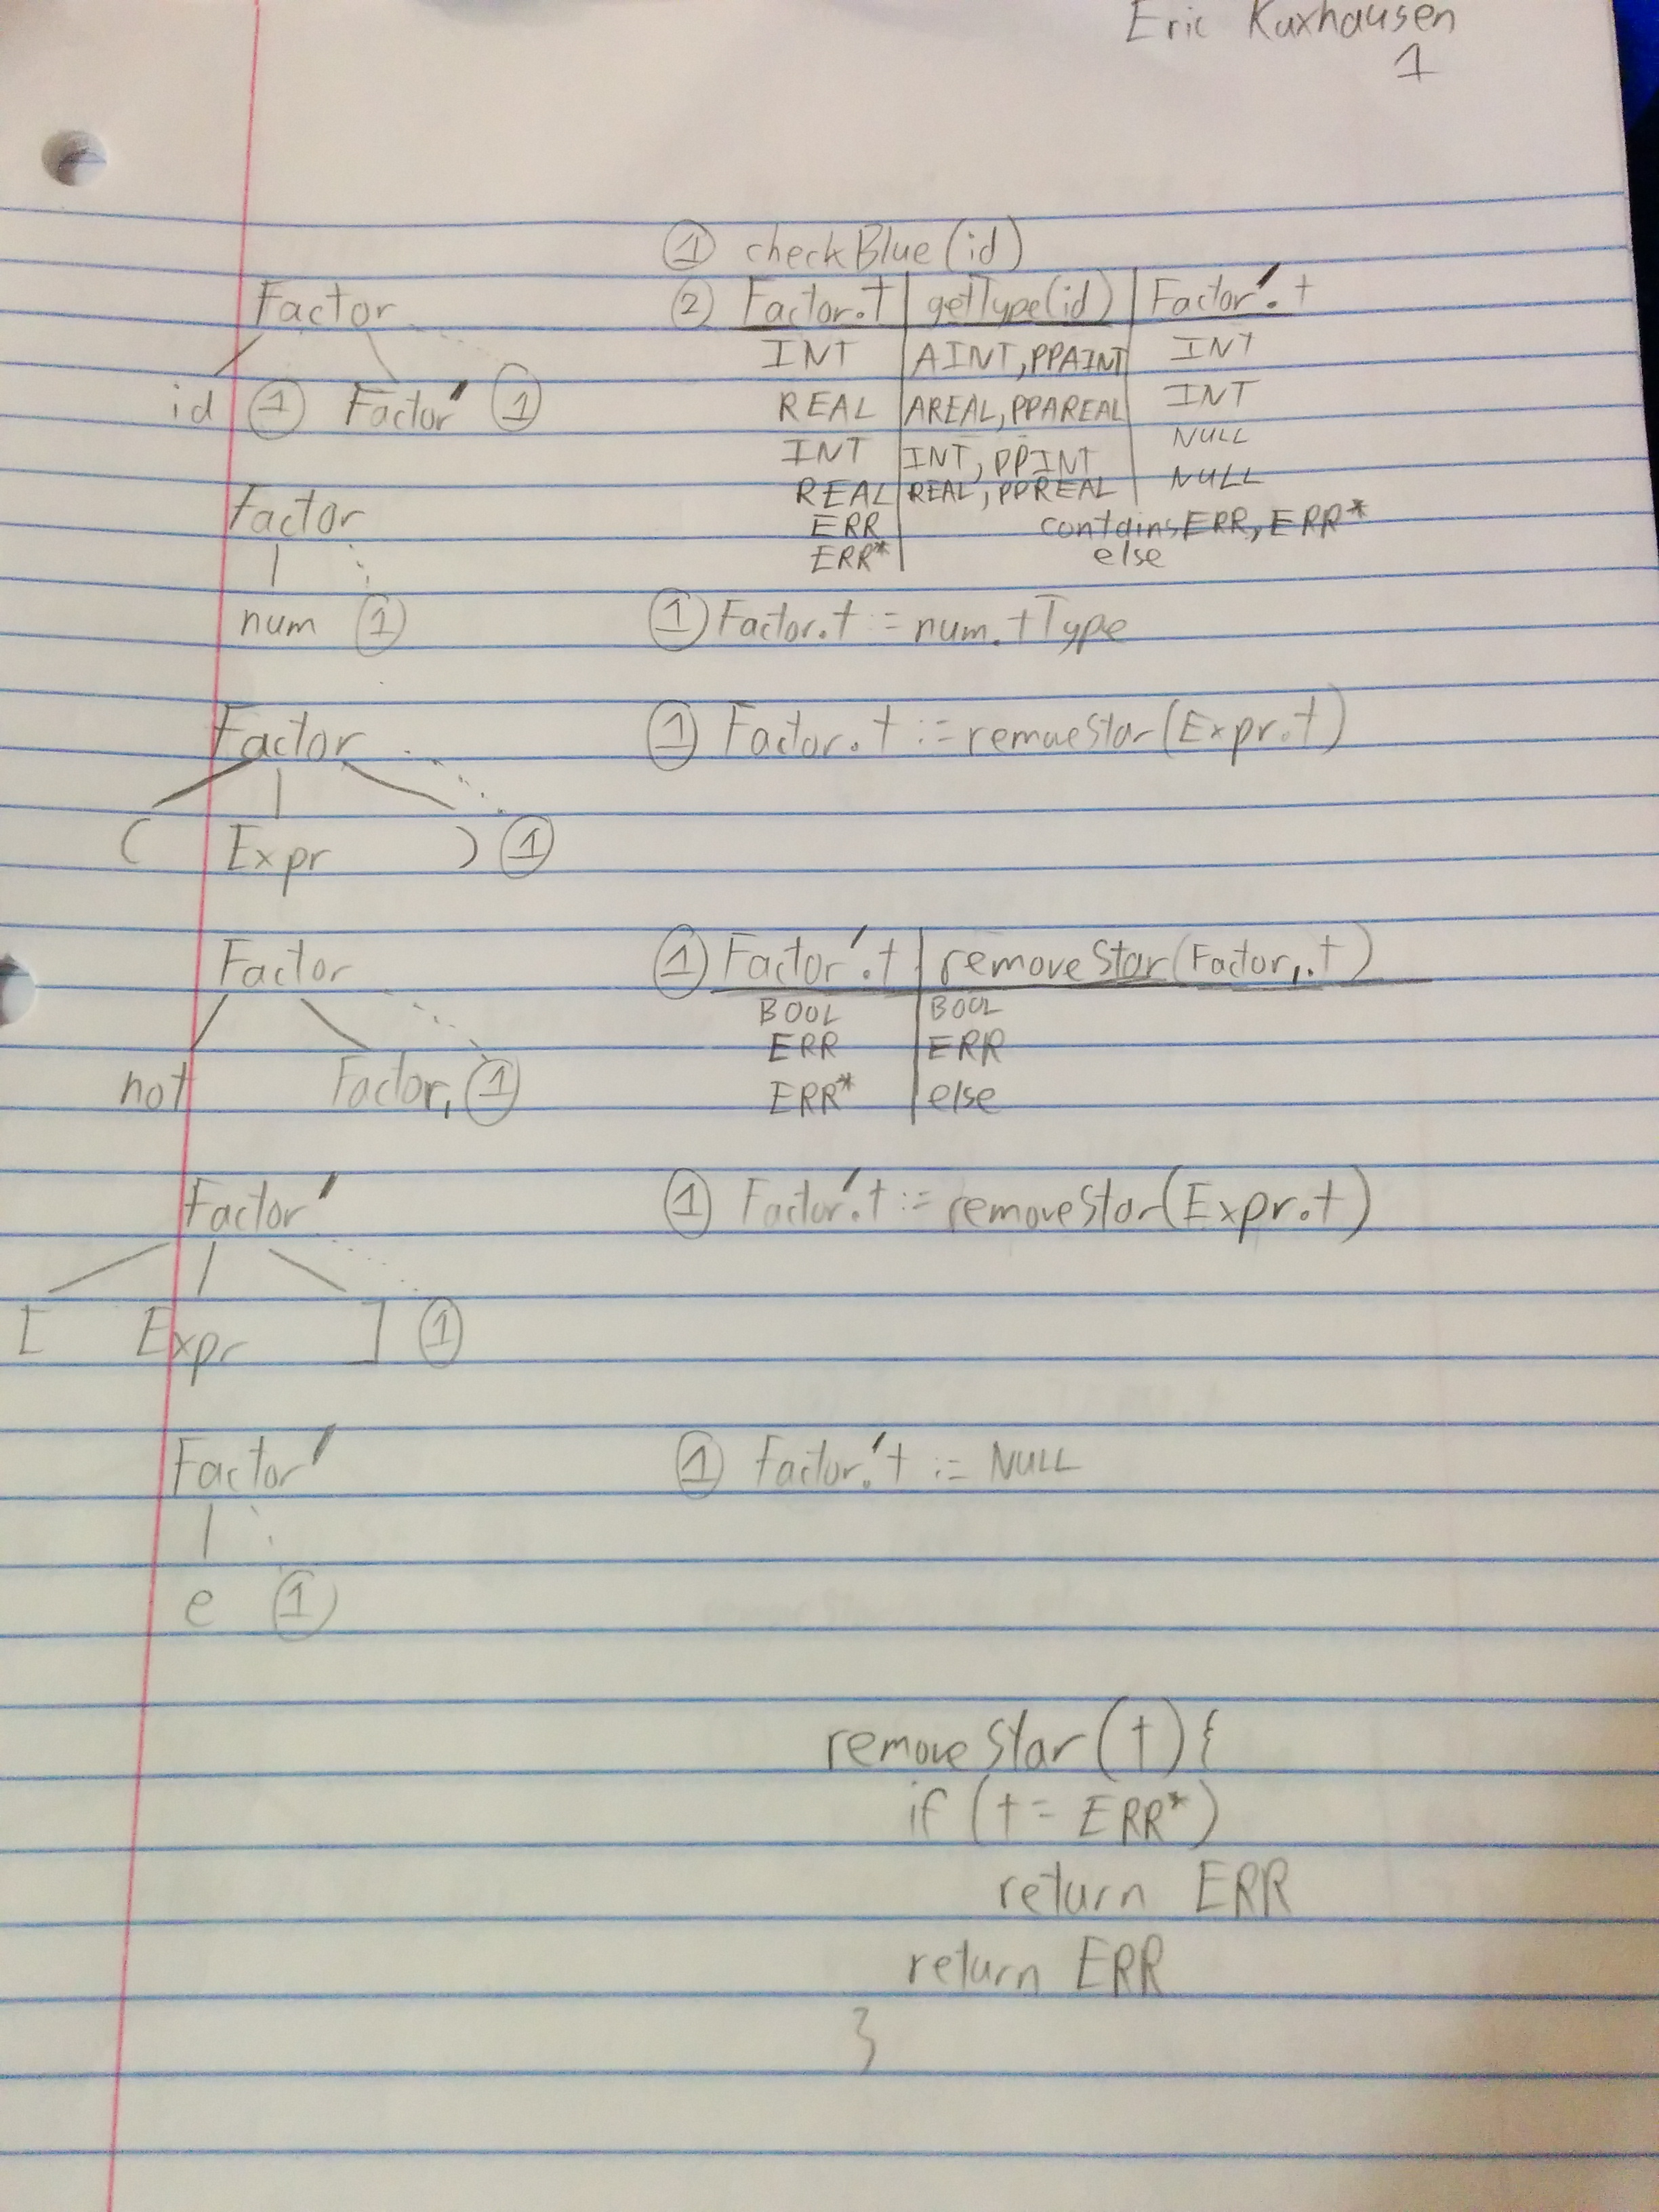 Eric Kuxhausen
1
① checkBlue(id)
Factor
② Factor.t | getType(id) | Factor'.t
INT | AINT, PPAINT | INT
id ① Factor' ①
REAL | AREAL, PPAREAL | INT
INT | INT, PPINT | NULL
REAL | REAL, PPREAL | NULL
Factor
ERR | contains ERR, ERR*
ERR* | else
num ①
① Factor.t := num.tType
Factor
① Factor.t := remoeStar(Expr.t)
( Expr ) ①
Factor
① Factor'.t | removeStar(Factor₁.t)
BOOL | BOOL
ERR | ERR
not Factor₁ ①
ERR* | else
Factor'
① Factor'.t := removeStar(Expr.t)
[ Expr ] ①
Factor'
① Factor.'t := NULL
e ①
removeStar(t){
if (t = ERR*)
return ERR
return ERR
}